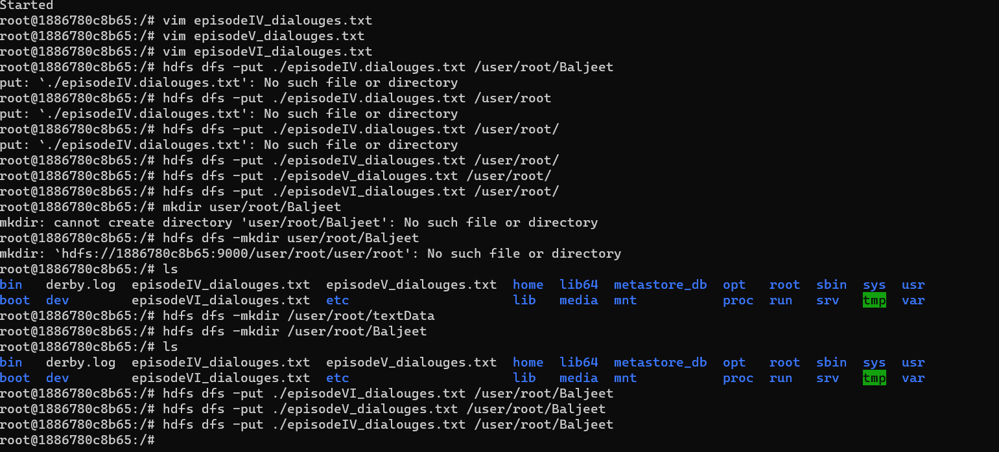 Started
root@1886780c8b65:/# vim episodeIV_dialouges.txt
root@1886780c8b65:/# vim episodeV_dialouges.txt
root@1886780c8b65:/# vim episodeVI_dialouges.txt
root@1886780c8b65:/# hdfs dfs -put ./episodeIV.dialouges.txt /user/root/Baljeet
put: `./episodeIV.dialouges.txt': No such file or directory
root@1886780c8b65:/# hdfs dfs -put ./episodeIV.dialouges.txt /user/root
put: `./episodeIV.dialouges.txt': No such file or directory
root@1886780c8b65:/# hdfs dfs -put ./episodeIV.dialouges.txt /user/root/
put: `./episodeIV.dialouges.txt': No such file or directory
root@1886780c8b65:/# hdfs dfs -put ./episodeIV_dialouges.txt /user/root/
root@1886780c8b65:/# hdfs dfs -put ./episodeV_dialouges.txt /user/root/
root@1886780c8b65:/# hdfs dfs -put ./episodeVI_dialouges.txt /user/root/
root@1886780c8b65:/# mkdir user/root/Baljeet
mkdir: cannot create directory 'user/root/Baljeet': No such file or directory
root@1886780c8b65:/# hdfs dfs -mkdir user/root/Baljeet
mkdir: `hdfs://1886780c8b65:9000/user/root/user/root': No such file or directory
root@1886780c8b65:/# ls
bin   derby.log  episodeIV_dialouges.txt  episodeV_dialouges.txt  home  lib64  metastore_db  opt   root  sbin  sys  usr
boot  dev        episodeVI_dialouges.txt  etc                     lib   media  mnt           proc  run   srv   tmp  var
root@1886780c8b65:/# hdfs dfs -mkdir /user/root/textData
root@1886780c8b65:/# hdfs dfs -mkdir /user/root/Baljeet
root@1886780c8b65:/# ls
bin   derby.log  episodeIV_dialouges.txt  episodeV_dialouges.txt  home  lib64  metastore_db  opt   root  sbin  sys  usr
boot  dev        episodeVI_dialouges.txt  etc                     lib   media  mnt           proc  run   srv   tmp  var
root@1886780c8b65:/# hdfs dfs -put ./episodeVI_dialouges.txt /user/root/Baljeet
root@1886780c8b65:/# hdfs dfs -put ./episodeV_dialouges.txt /user/root/Baljeet
root@1886780c8b65:/# hdfs dfs -put ./episodeIV_dialouges.txt /user/root/Baljeet
root@1886780c8b65:/#